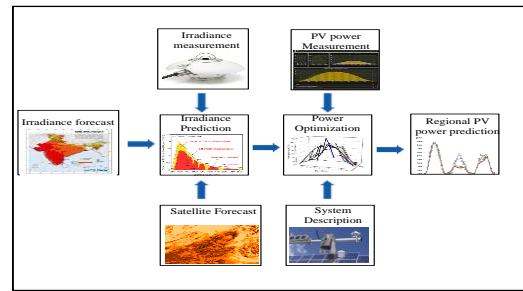 Irradiance
measurement
PV power
Measurement
Irradiance forecast
Irradiance
Prediction
Power
Optimization
Regional PV
power prediction
Satellite Forecast
System
Description